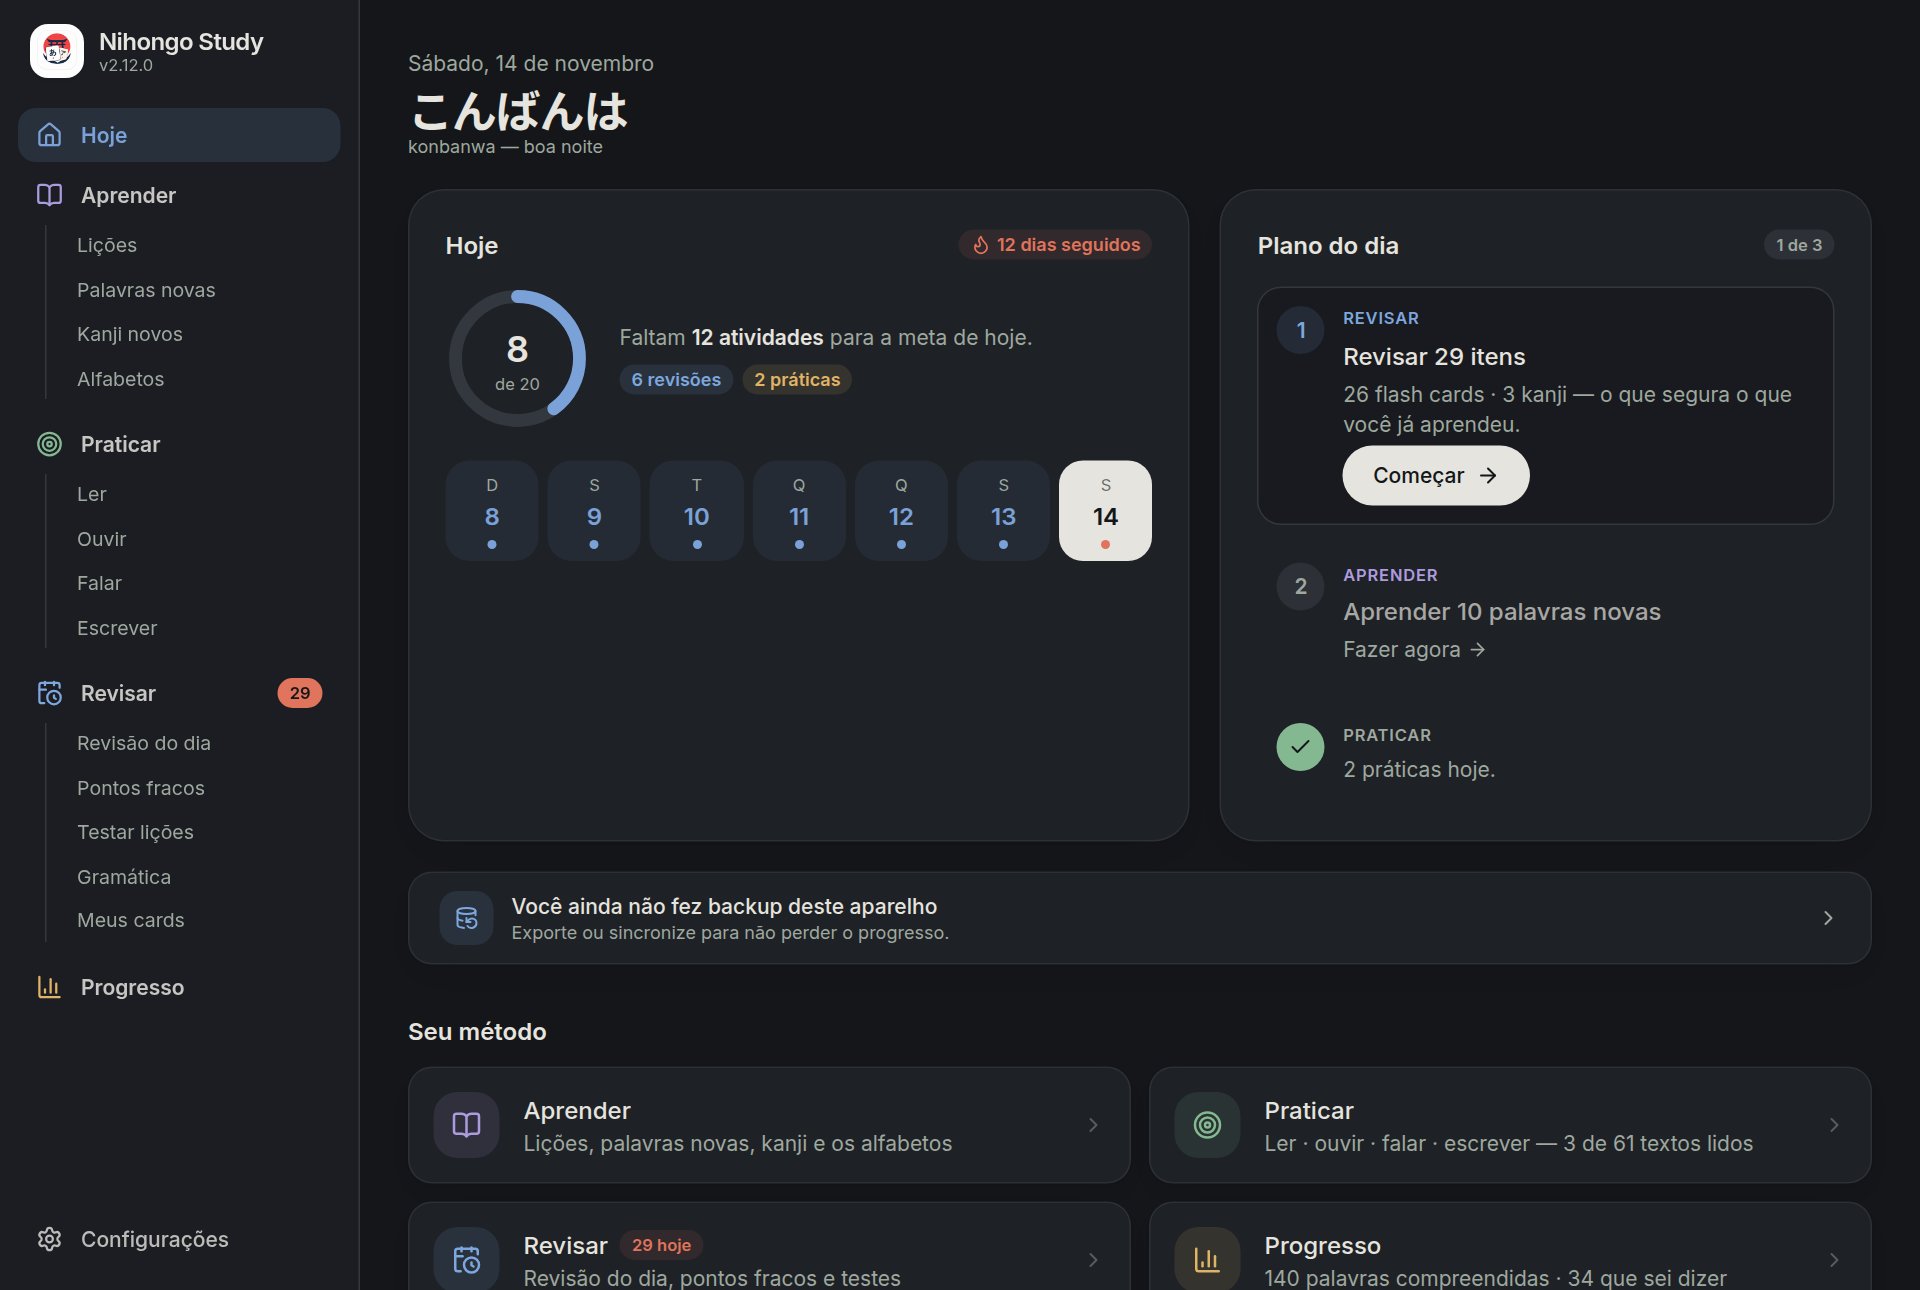 Nihongo Study
v2.12.0
Hoje
Aprender
Lições
Palavras novas
Kanji novos
Alfabetos
Praticar
Ler
Ouvir
Falar
Escrever
Revisar
29
Revisão do dia
Pontos fracos
Testar lições
Gramática
Meus cards
Progresso
Configurações
Sábado, 14 de novembro
こんばんは
konbanwa — boa noite
Hoje
12 dias seguidos
8
de 20
Faltam 12 atividades para a meta de hoje.
6 revisões
2 práticas
D
8
S
9
T
10
Q
11
Q
12
S
13
S
14
Plano do dia
1 de 3
1
REVISAR
Revisar 29 itens
26 flash cards · 3 kanji — o que segura o que
você já aprendeu.
Começar
2
APRENDER
Aprender 10 palavras novas
Fazer agora
PRATICAR
2 práticas hoje.
Você ainda não fez backup deste aparelho
Exporte ou sincronize para não perder o progresso.
Seu método
Aprender
Lições, palavras novas, kanji e os alfabetos
Praticar
Ler · ouvir · falar · escrever — 3 de 61 textos lidos
Revisar
29 hoje
Revisão do dia, pontos fracos e testes
Progresso
140 palavras compreendidas · 34 que sei dizer